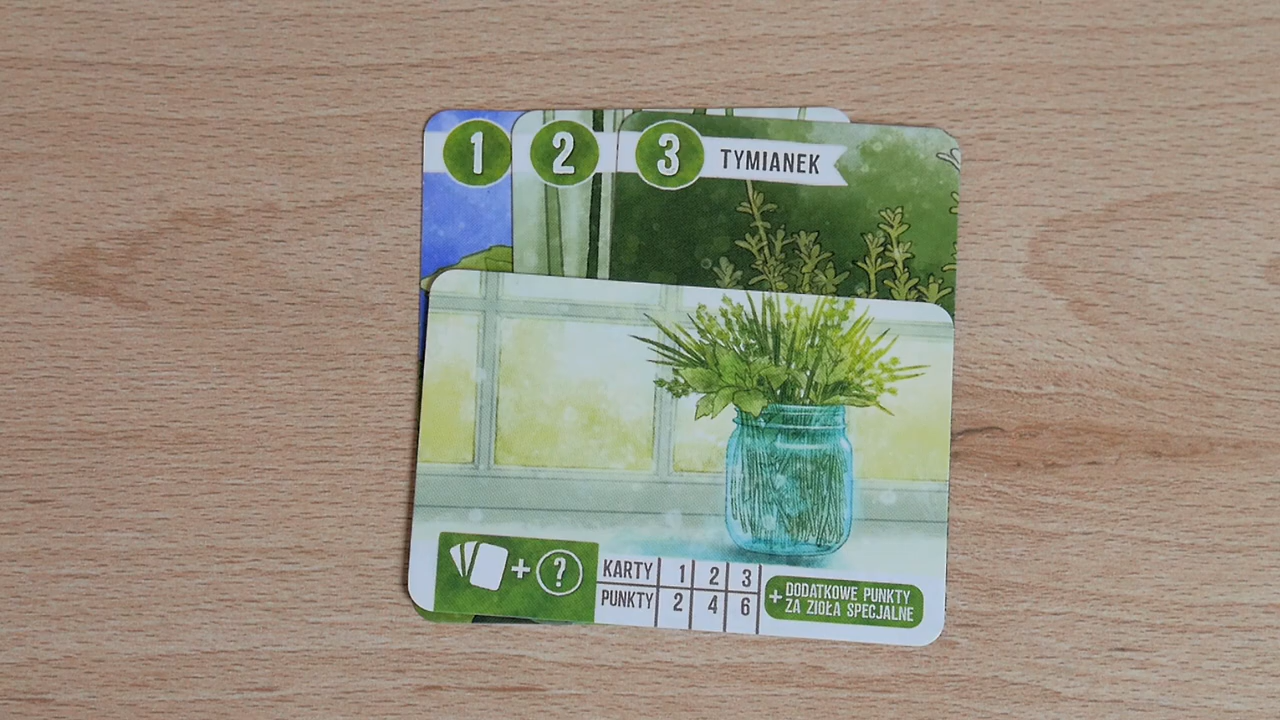 1 2 3 TYMIANEK
+ ? KARTY 1 2 3
PUNKTY 2 4 6
+ DODATKOWE PUNKTY
ZA ZIOŁA SPECJALNE